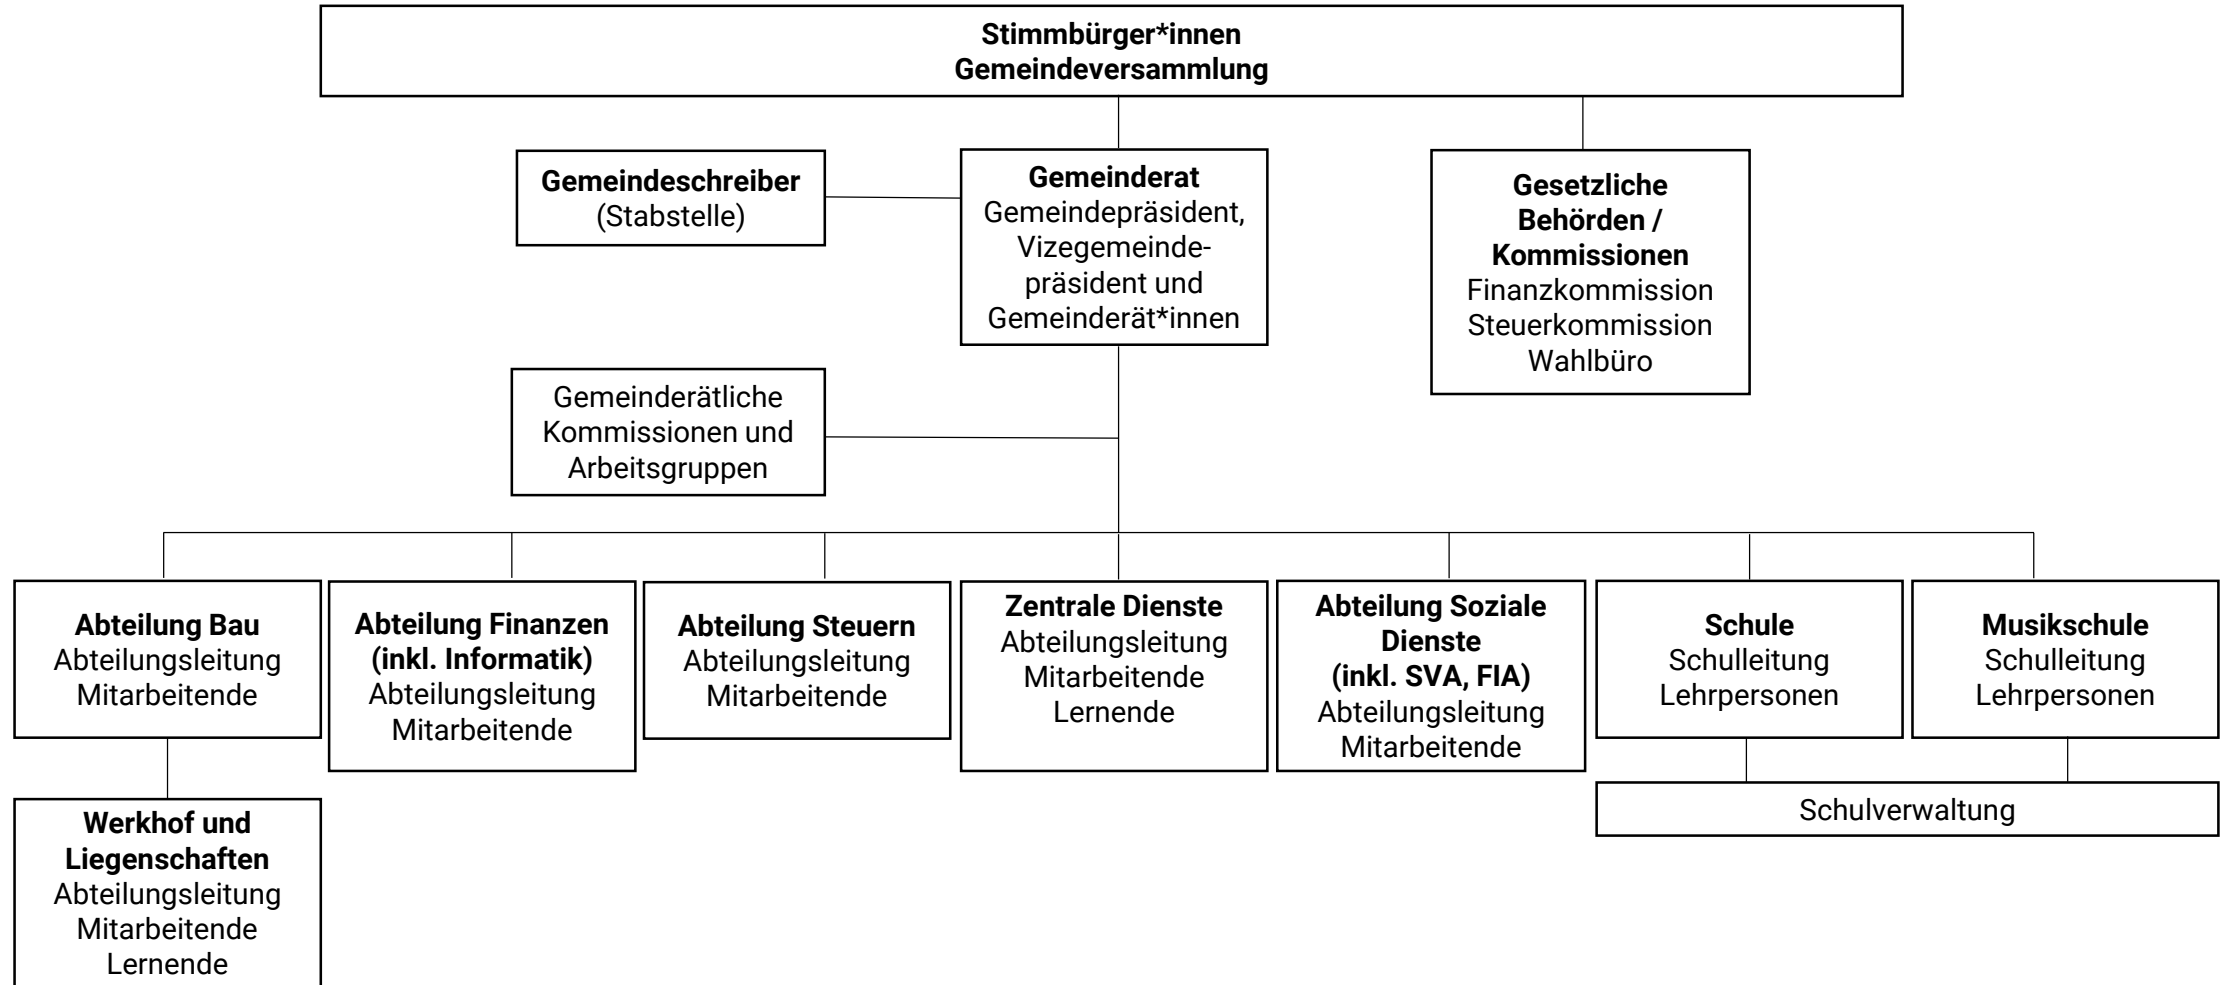 Stimmbürger*innen
Gemeindeversammlung
Gemeindeschreiber
(Stabstelle)
Gemeinderat
Gemeindepräsident,
Vizegemeinde-
präsident und
Gemeinderät*innen
Gesetzliche
Behörden /
Kommissionen
Finanzkommission
Steuerkommission
Wahlbüro
Gemeinderätliche
Kommissionen und
Arbeitsgruppen
Abteilung Bau
Abteilungsleitung
Mitarbeitende
Abteilung Finanzen
(inkl. Informatik)
Abteilungsleitung
Mitarbeitende
Abteilung Steuern
Abteilungsleitung
Mitarbeitende
Zentrale Dienste
Abteilungsleitung
Mitarbeitende
Lernende
Abteilung Soziale
Dienste
(inkl. SVA, FIA)
Abteilungsleitung
Mitarbeitende
Schule
Schulleitung
Lehrpersonen
Musikschule
Schulleitung
Lehrpersonen
Werkhof und
Liegenschaften
Abteilungsleitung
Mitarbeitende
Lernende
Schulverwaltung